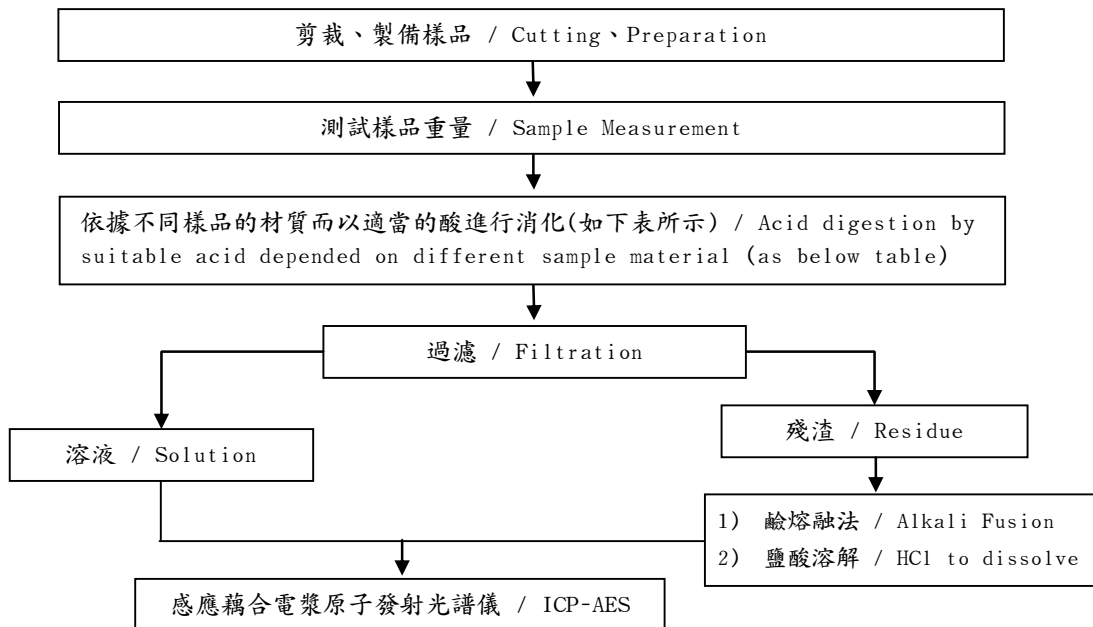 剪裁、製備樣品 / Cutting、Preparation
測試樣品重量 / Sample Measurement
依據不同樣品的材質而以適當的酸進行消化(如下表所示) / Acid digestion by
suitable acid depended on different sample material (as below table)
過濾 / Filtration
溶液 / Solution
殘渣 / Residue
1) 鹼熔融法 / Alkali Fusion
2) 鹽酸溶解 / HCl to dissolve
感應藕合電漿原子發射光譜儀 / ICP-AES